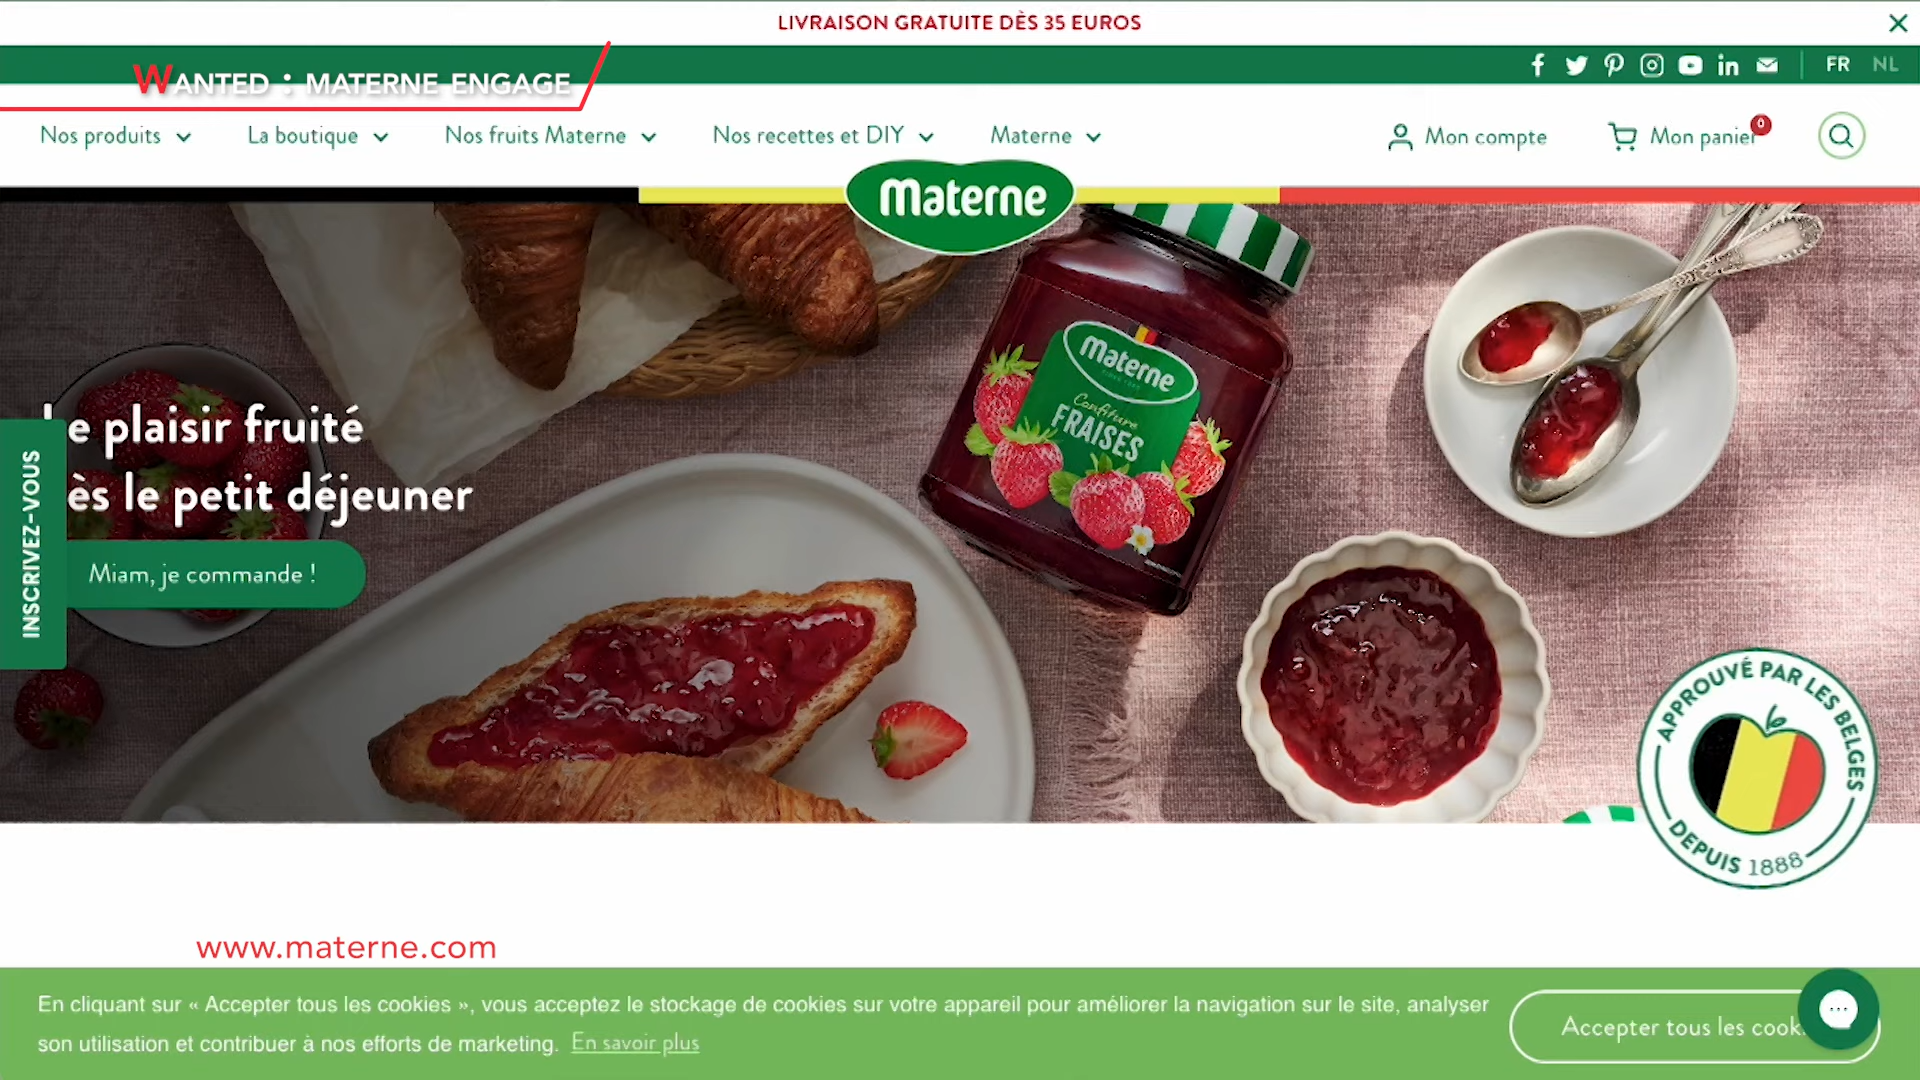 LIVRAISON GRATUITE DÈS 35 EUROS
FR NL
WANTED : MATERNE ENGAGE
Nos produits
La boutique
Nos fruits Materne
Nos recettes et DIY
Materne
Mon compte
Mon panier
0
Materne
Materne
Confiture
FRAISES
Le plaisir fruité
ès le petit déjeuner
Miam, je commande !
INSCRIVEZ-VOUS
APPROUVÉ PAR LES BELGES
DEPUIS 1888
www.materne.com
En cliquant sur « Accepter tous les cookies », vous acceptez le stockage de cookies sur votre appareil pour améliorer la navigation sur le site, analyser
son utilisation et contribuer à nos efforts de marketing. En savoir plus
Accepter tous les cook